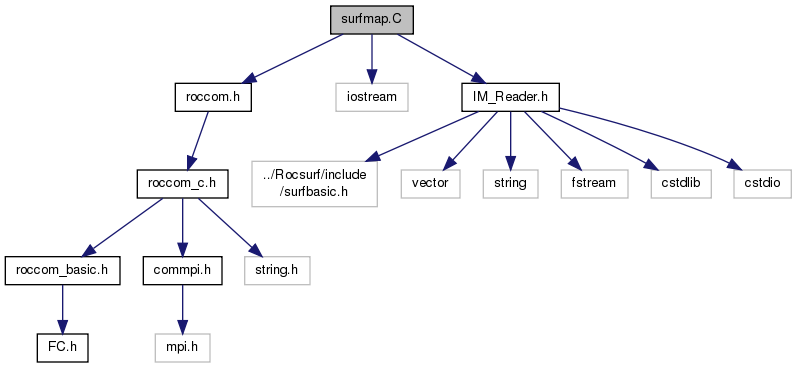 surfmap.C
roccom.h
iostream
IM_Reader.h
roccom_c.h
../Rocsurf/include
/surfbasic.h
vector
string
fstream
cstdlib
cstdio
roccom_basic.h
commpi.h
string.h
FC.h
mpi.h